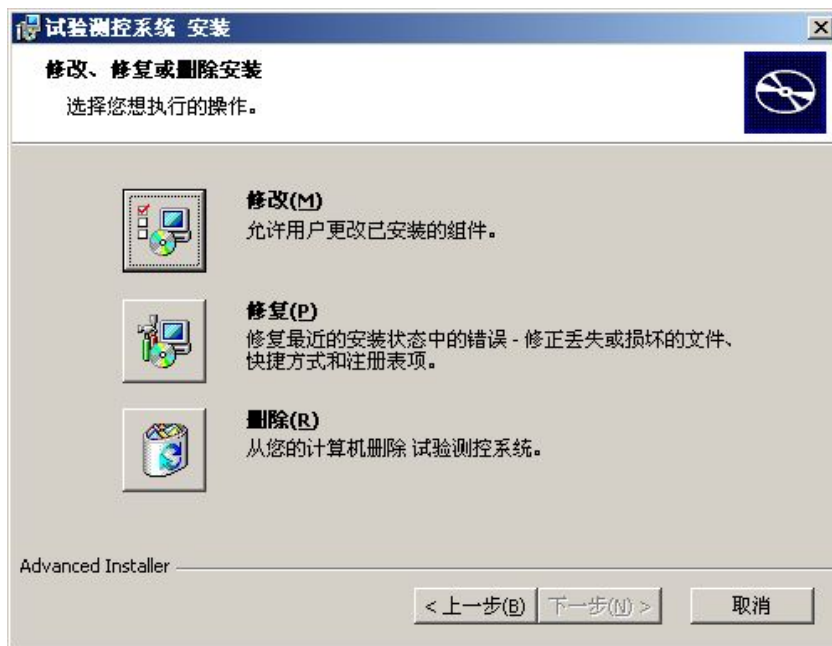 试验测控系统 安装
修改、修复或删除安装
选择您想执行的操作。
修改(M)
允许用户更改已安装的组件。
修复(P)
修复最近的安装状态中的错误 - 修正丢失或损坏的文件、
快捷方式和注册表项。
删除(R)
从您的计算机删除 试验测控系统。
Advanced Installer
< 上一步(B) 下一步(N) > 取消